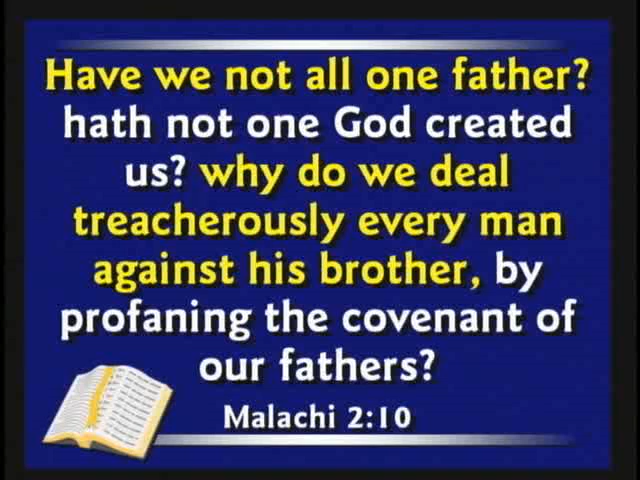 Have we not all one father?
hath not one God created
us? why do we deal
treacherously every man
against his brother, by
profaning the covenant of
our fathers?
Malachi 2:10